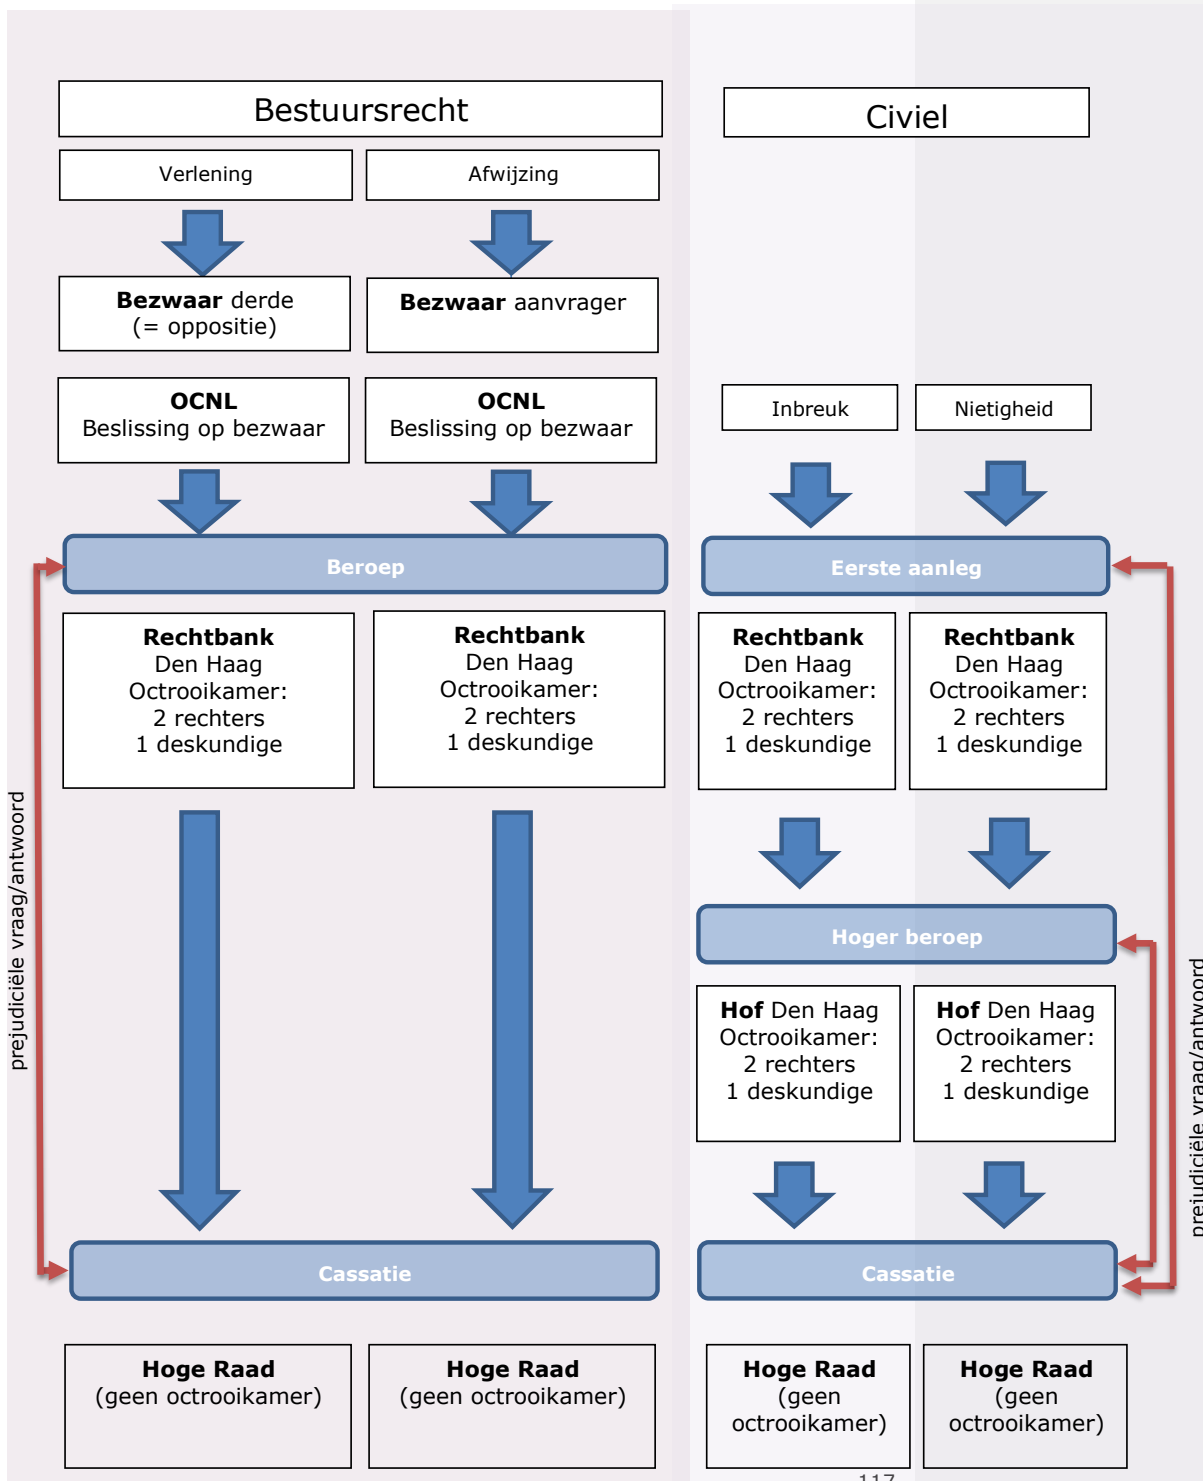 Bestuursrecht
Civiel
Verlening
Afwijzing
Bezwaar derde
(= oppositie)
Bezwaar aanvrager
OCNL
Beslissing op bezwaar
OCNL
Beslissing op bezwaar
Inbreuk
Nietigheid
Beroep
Eerste aanleg
Rechtbank
Den Haag
Octrooikamer:
2 rechters
1 deskundige
Rechtbank
Den Haag
Octrooikamer:
2 rechters
1 deskundige
Rechtbank
Den Haag
Octrooikamer:
2 rechters
1 deskundige
Rechtbank
Den Haag
Octrooikamer:
2 rechters
1 deskundige
prejudiciële vraag/antwoord
Hoger beroep
Hof Den Haag
Octrooikamer:
2 rechters
1 deskundige
Hof Den Haag
Octrooikamer:
2 rechters
1 deskundige
prejudiciële vraag/antwoord
Cassatie
Cassatie
Hoge Raad
(geen octrooikamer)
Hoge Raad
(geen octrooikamer)
Hoge Raad
(geen
octrooikamer)
Hoge Raad
(geen
octrooikamer)
117